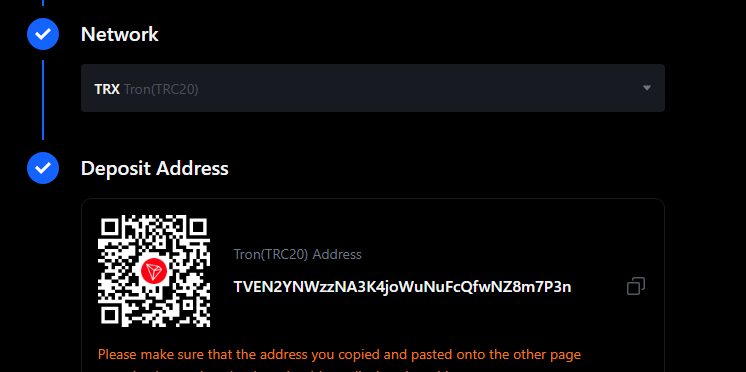 Network
TRX Tron(TRC20)
Deposit Address
Tron(TRC20) Address
TVEN2YNWzzNA3K4joWuNuFcQfwNZ8m7P3n
Please make sure that the address you copied and pasted onto the other page